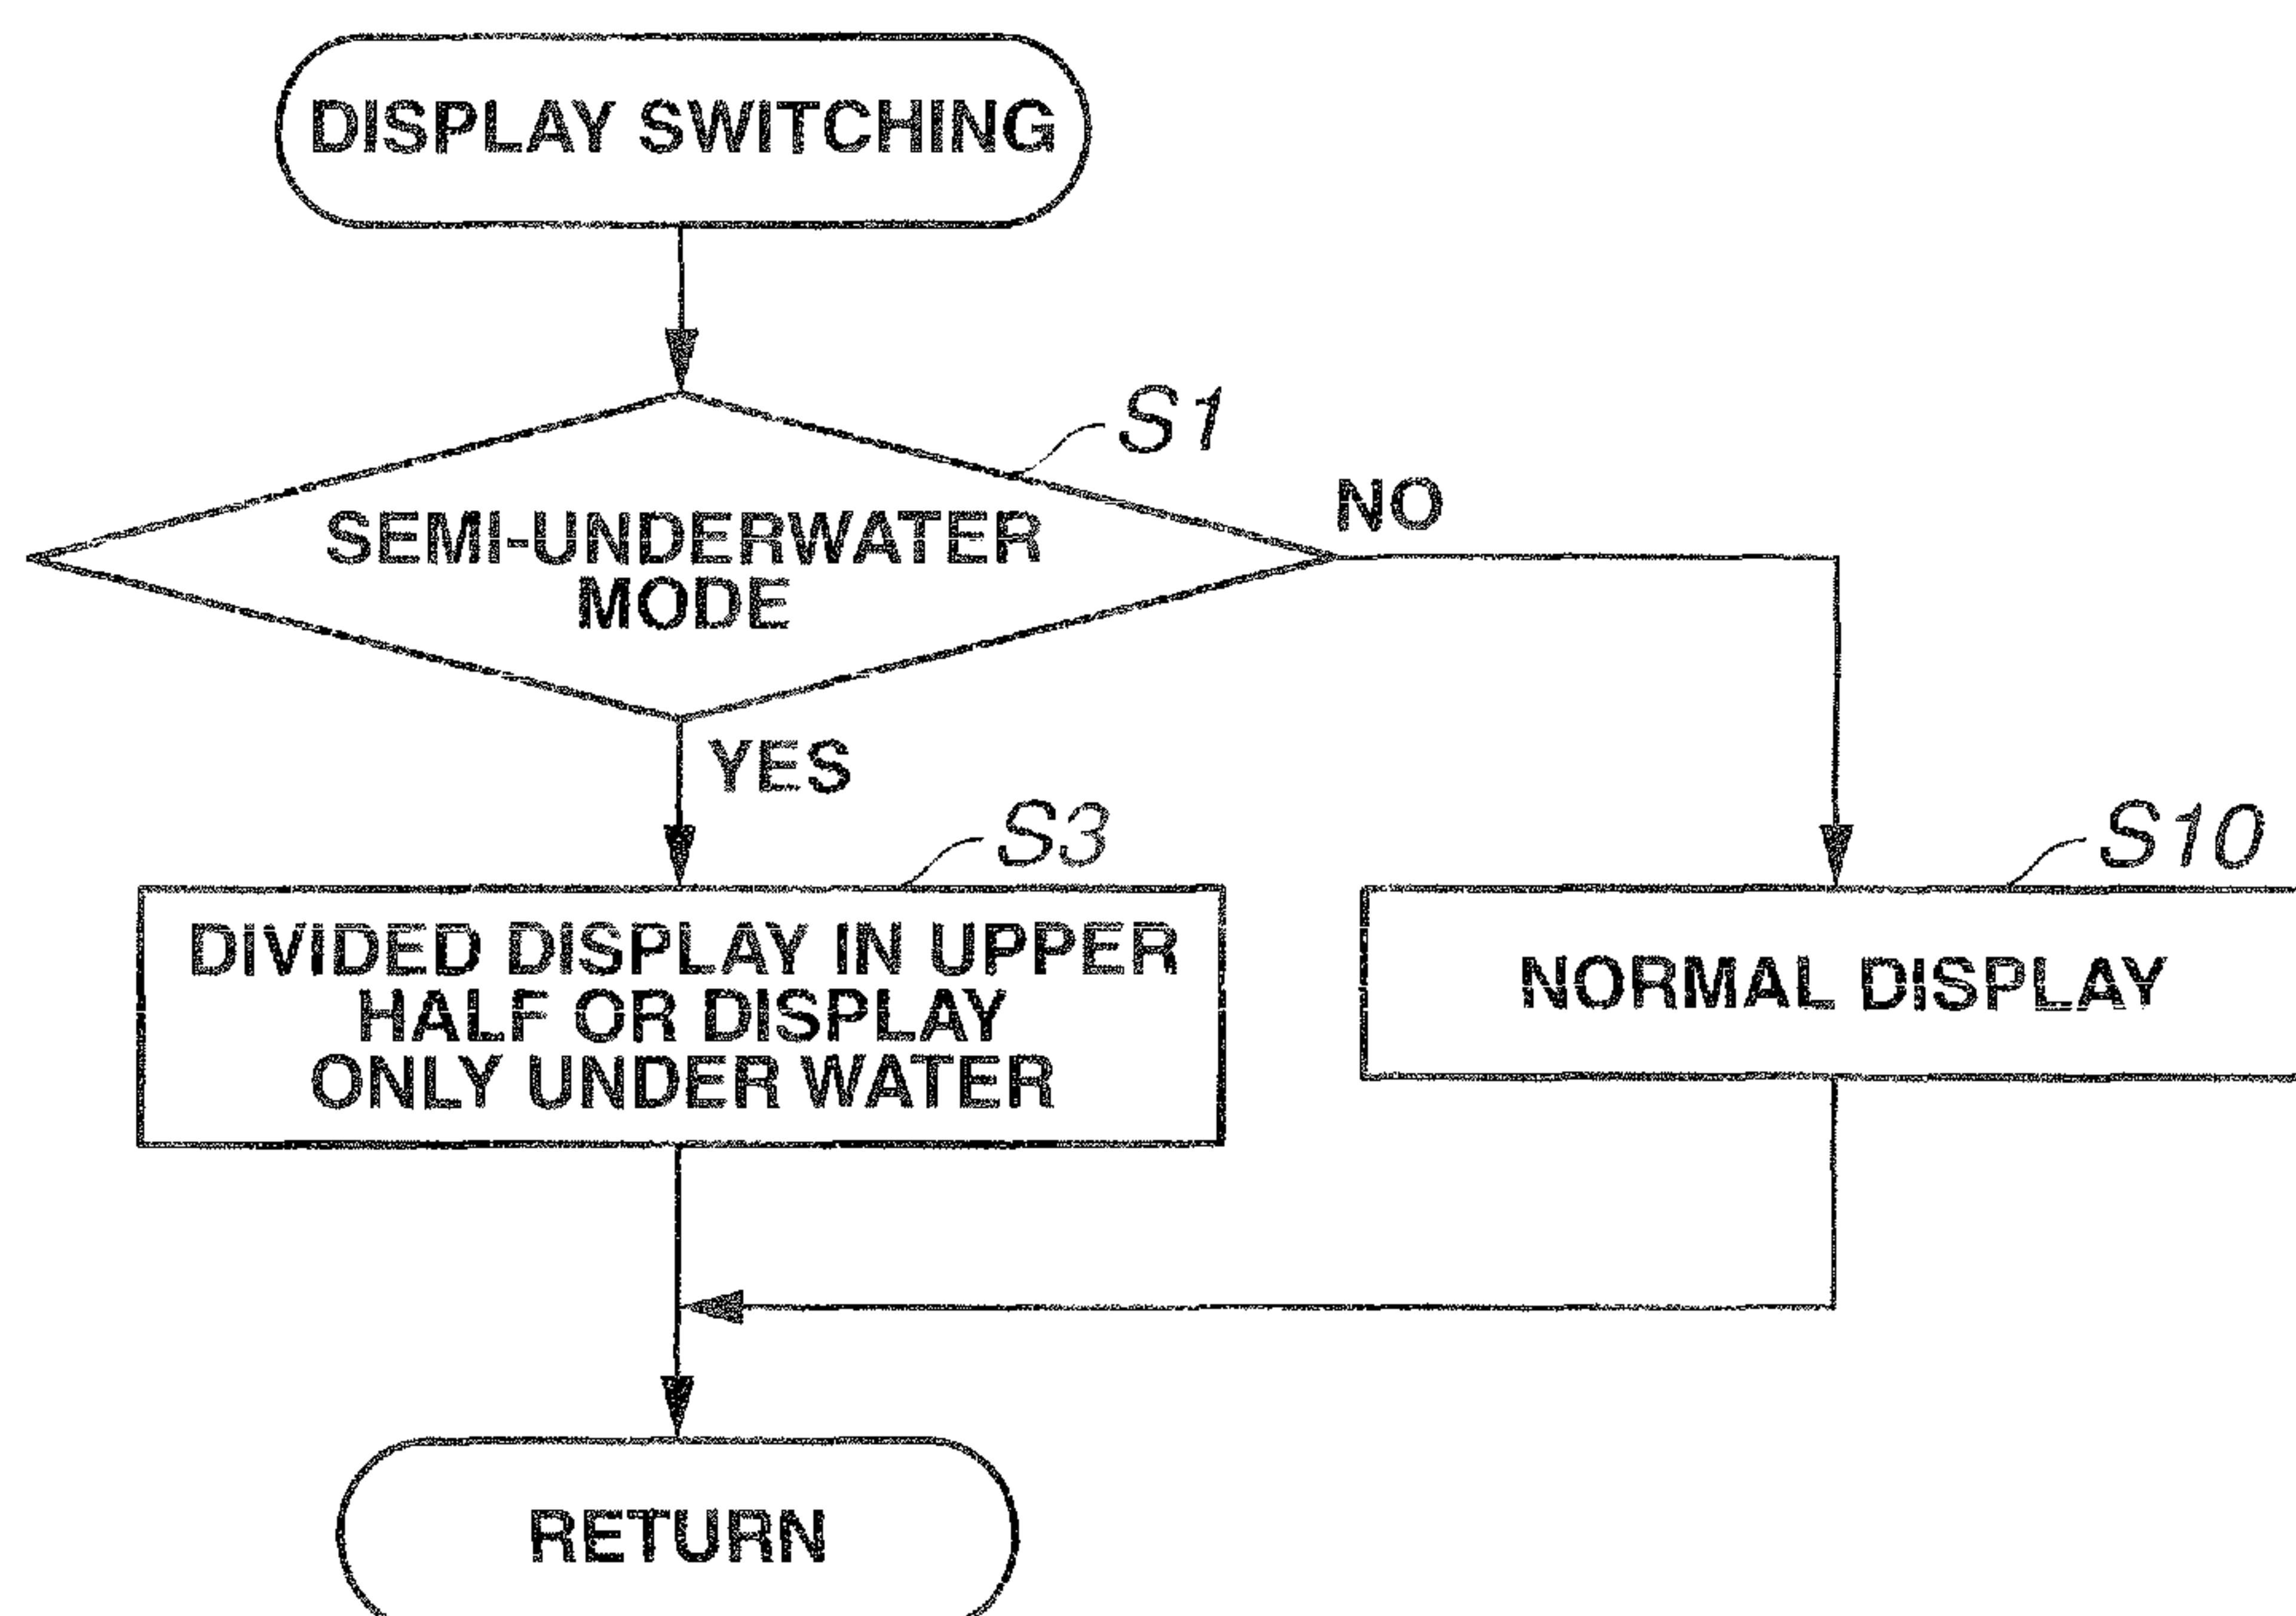 DISPLAY SWITCHING
S1
SEMI-UNDERWATER
MODE
NO
YES
S3
S10
DIVIDED DISPLAY IN UPPER
HALF OR DISPLAY
ONLY UNDER WATER
NORMAL DISPLAY
RETURN